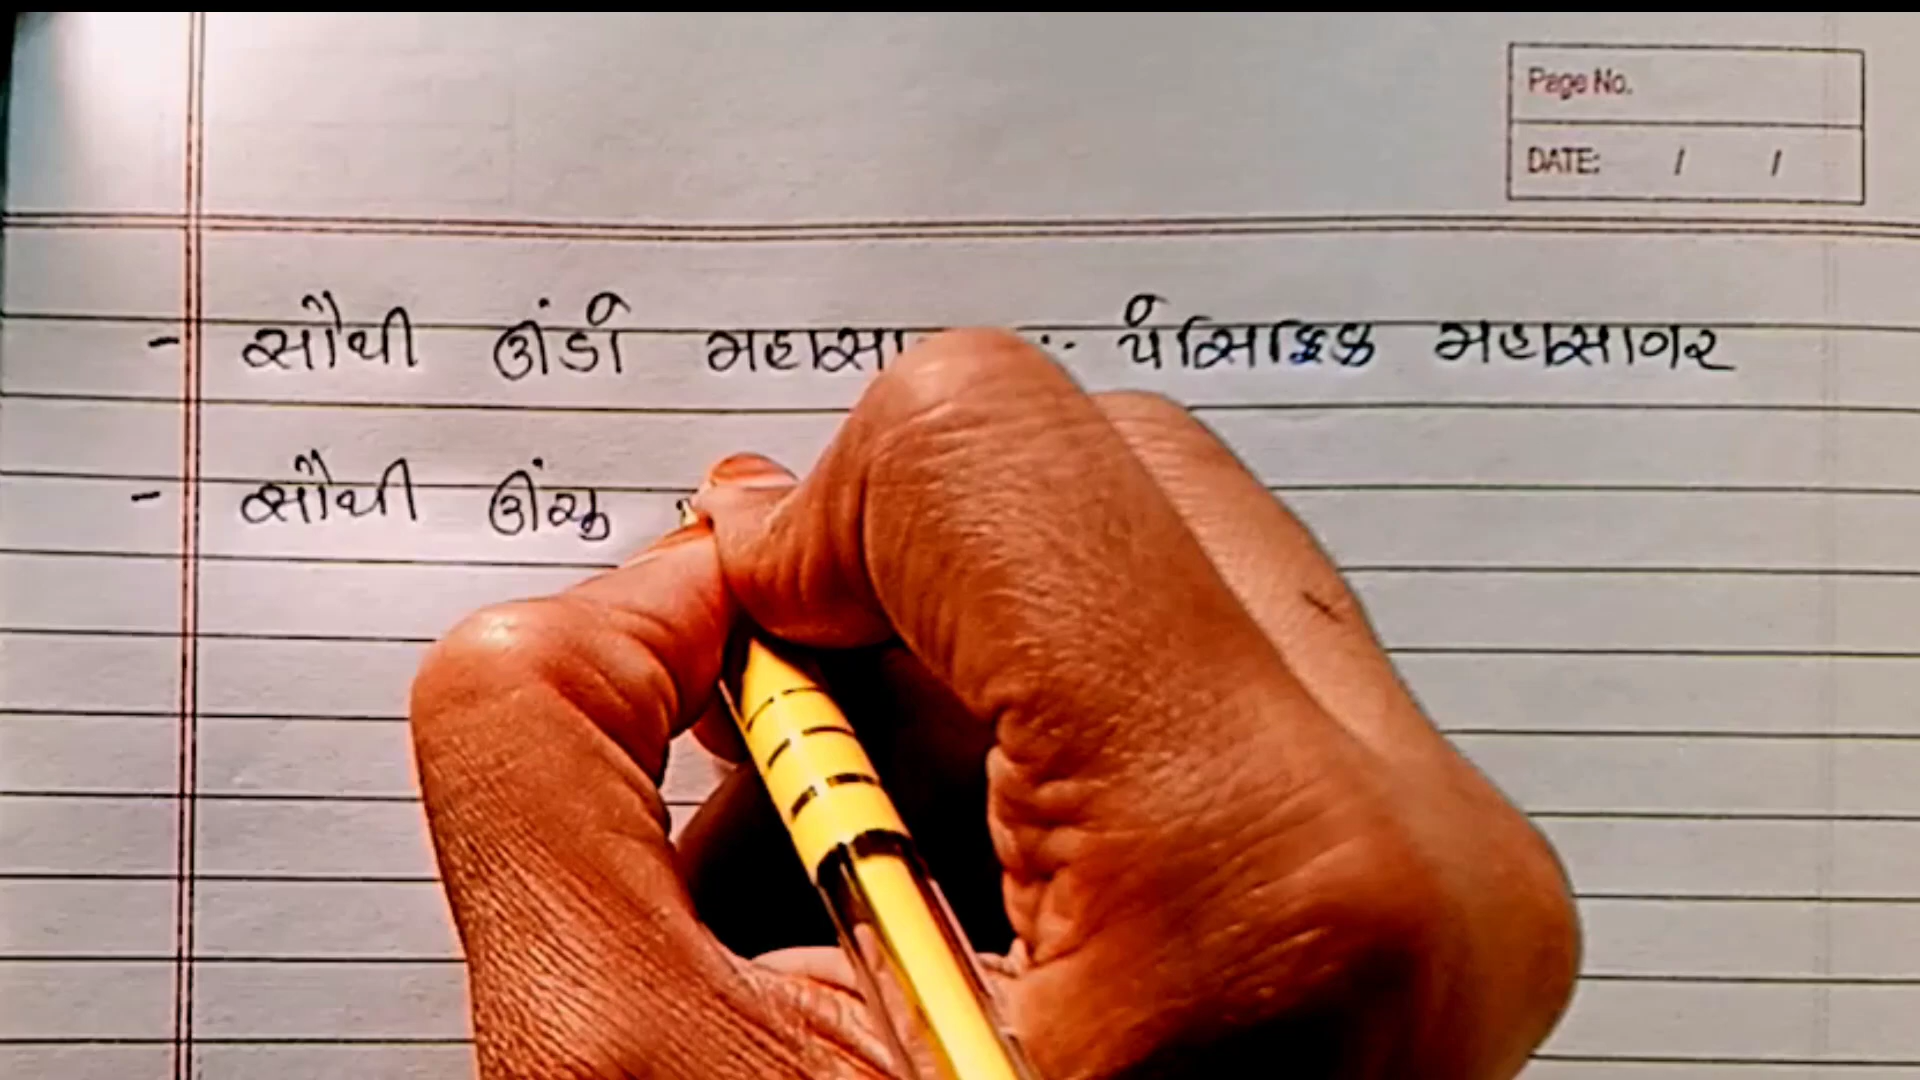 Page No.
DATE: / /
- સૌથી ઊંડો મહાસા :- પેસિફિક મહાસાગર
- સૌથી ઊંચુ